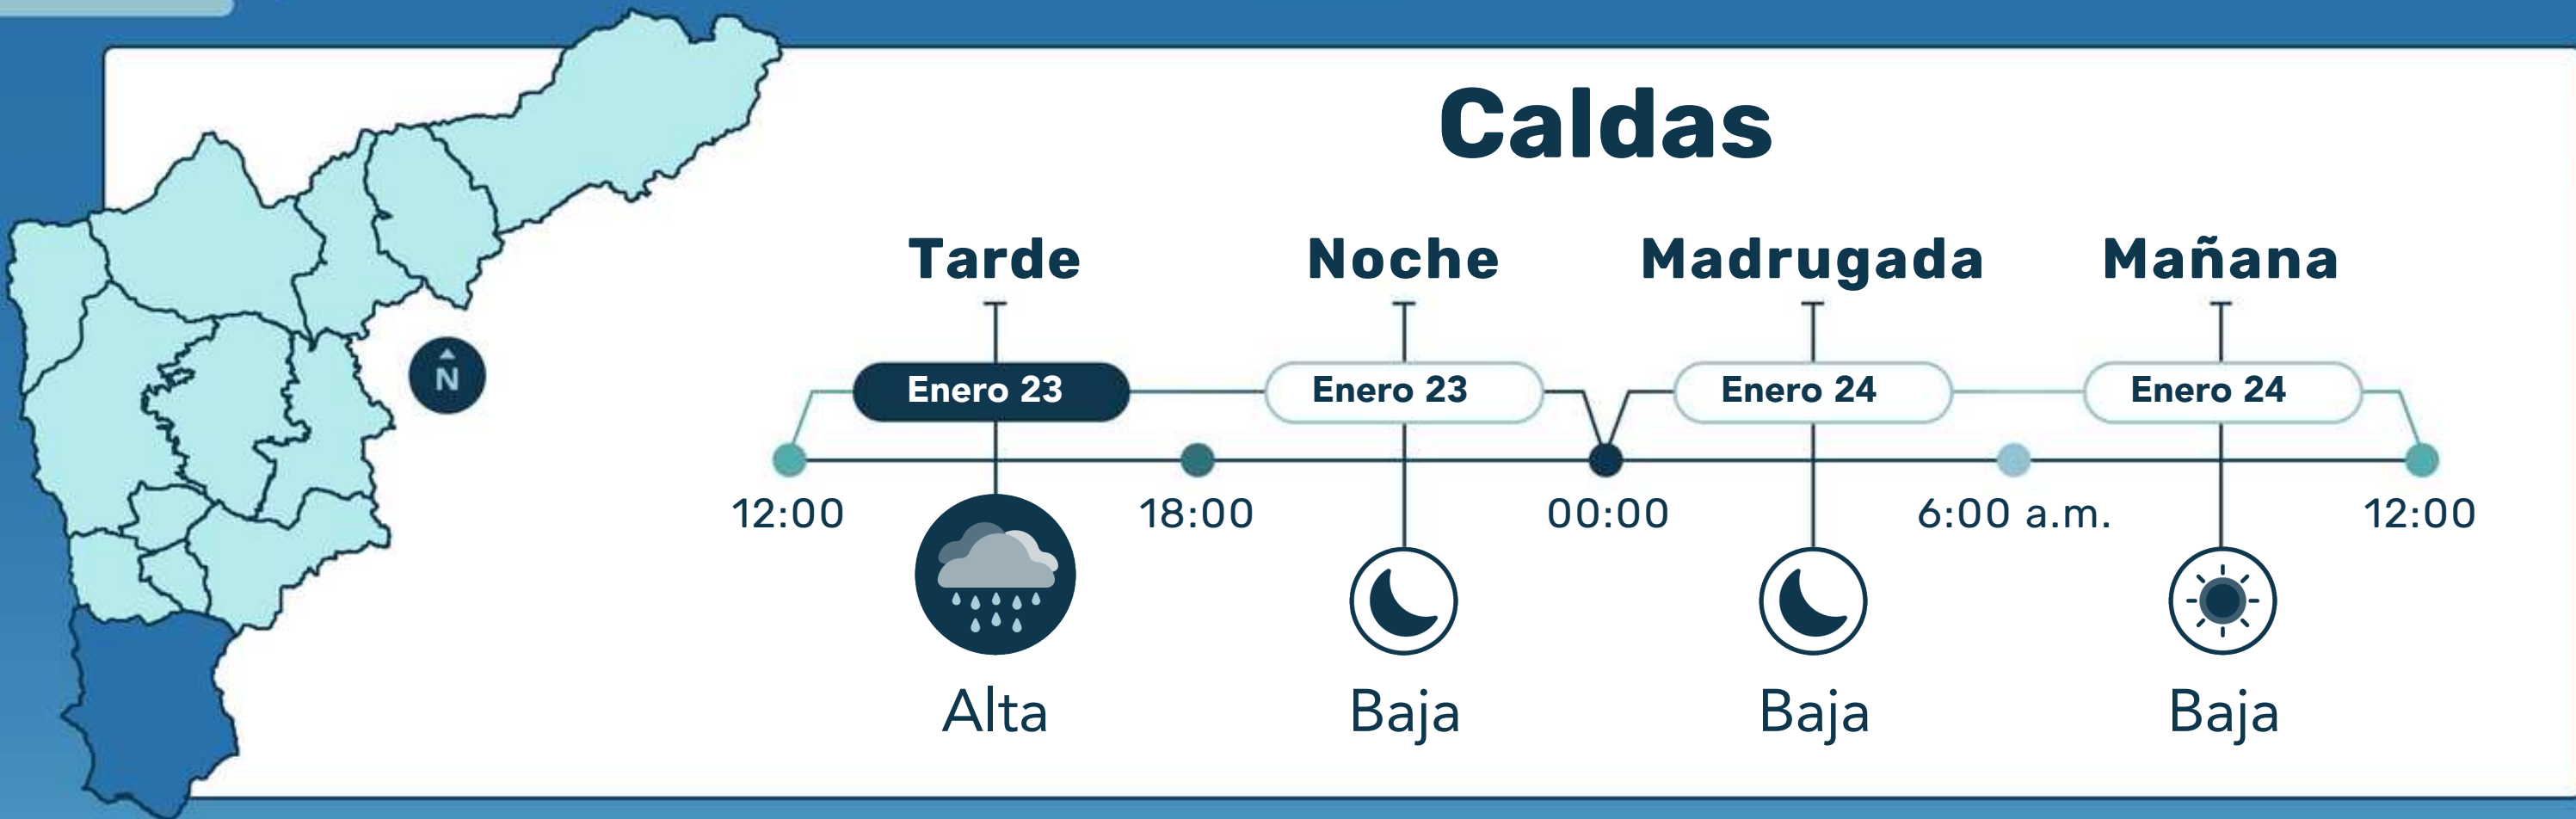 Caldas
Tarde Noche Madrugada Mañana
N
Enero 23 Enero 23 Enero 24 Enero 24
12:00 18:00 00:00 6:00 a.m. 12:00
Alta Baja Baja Baja